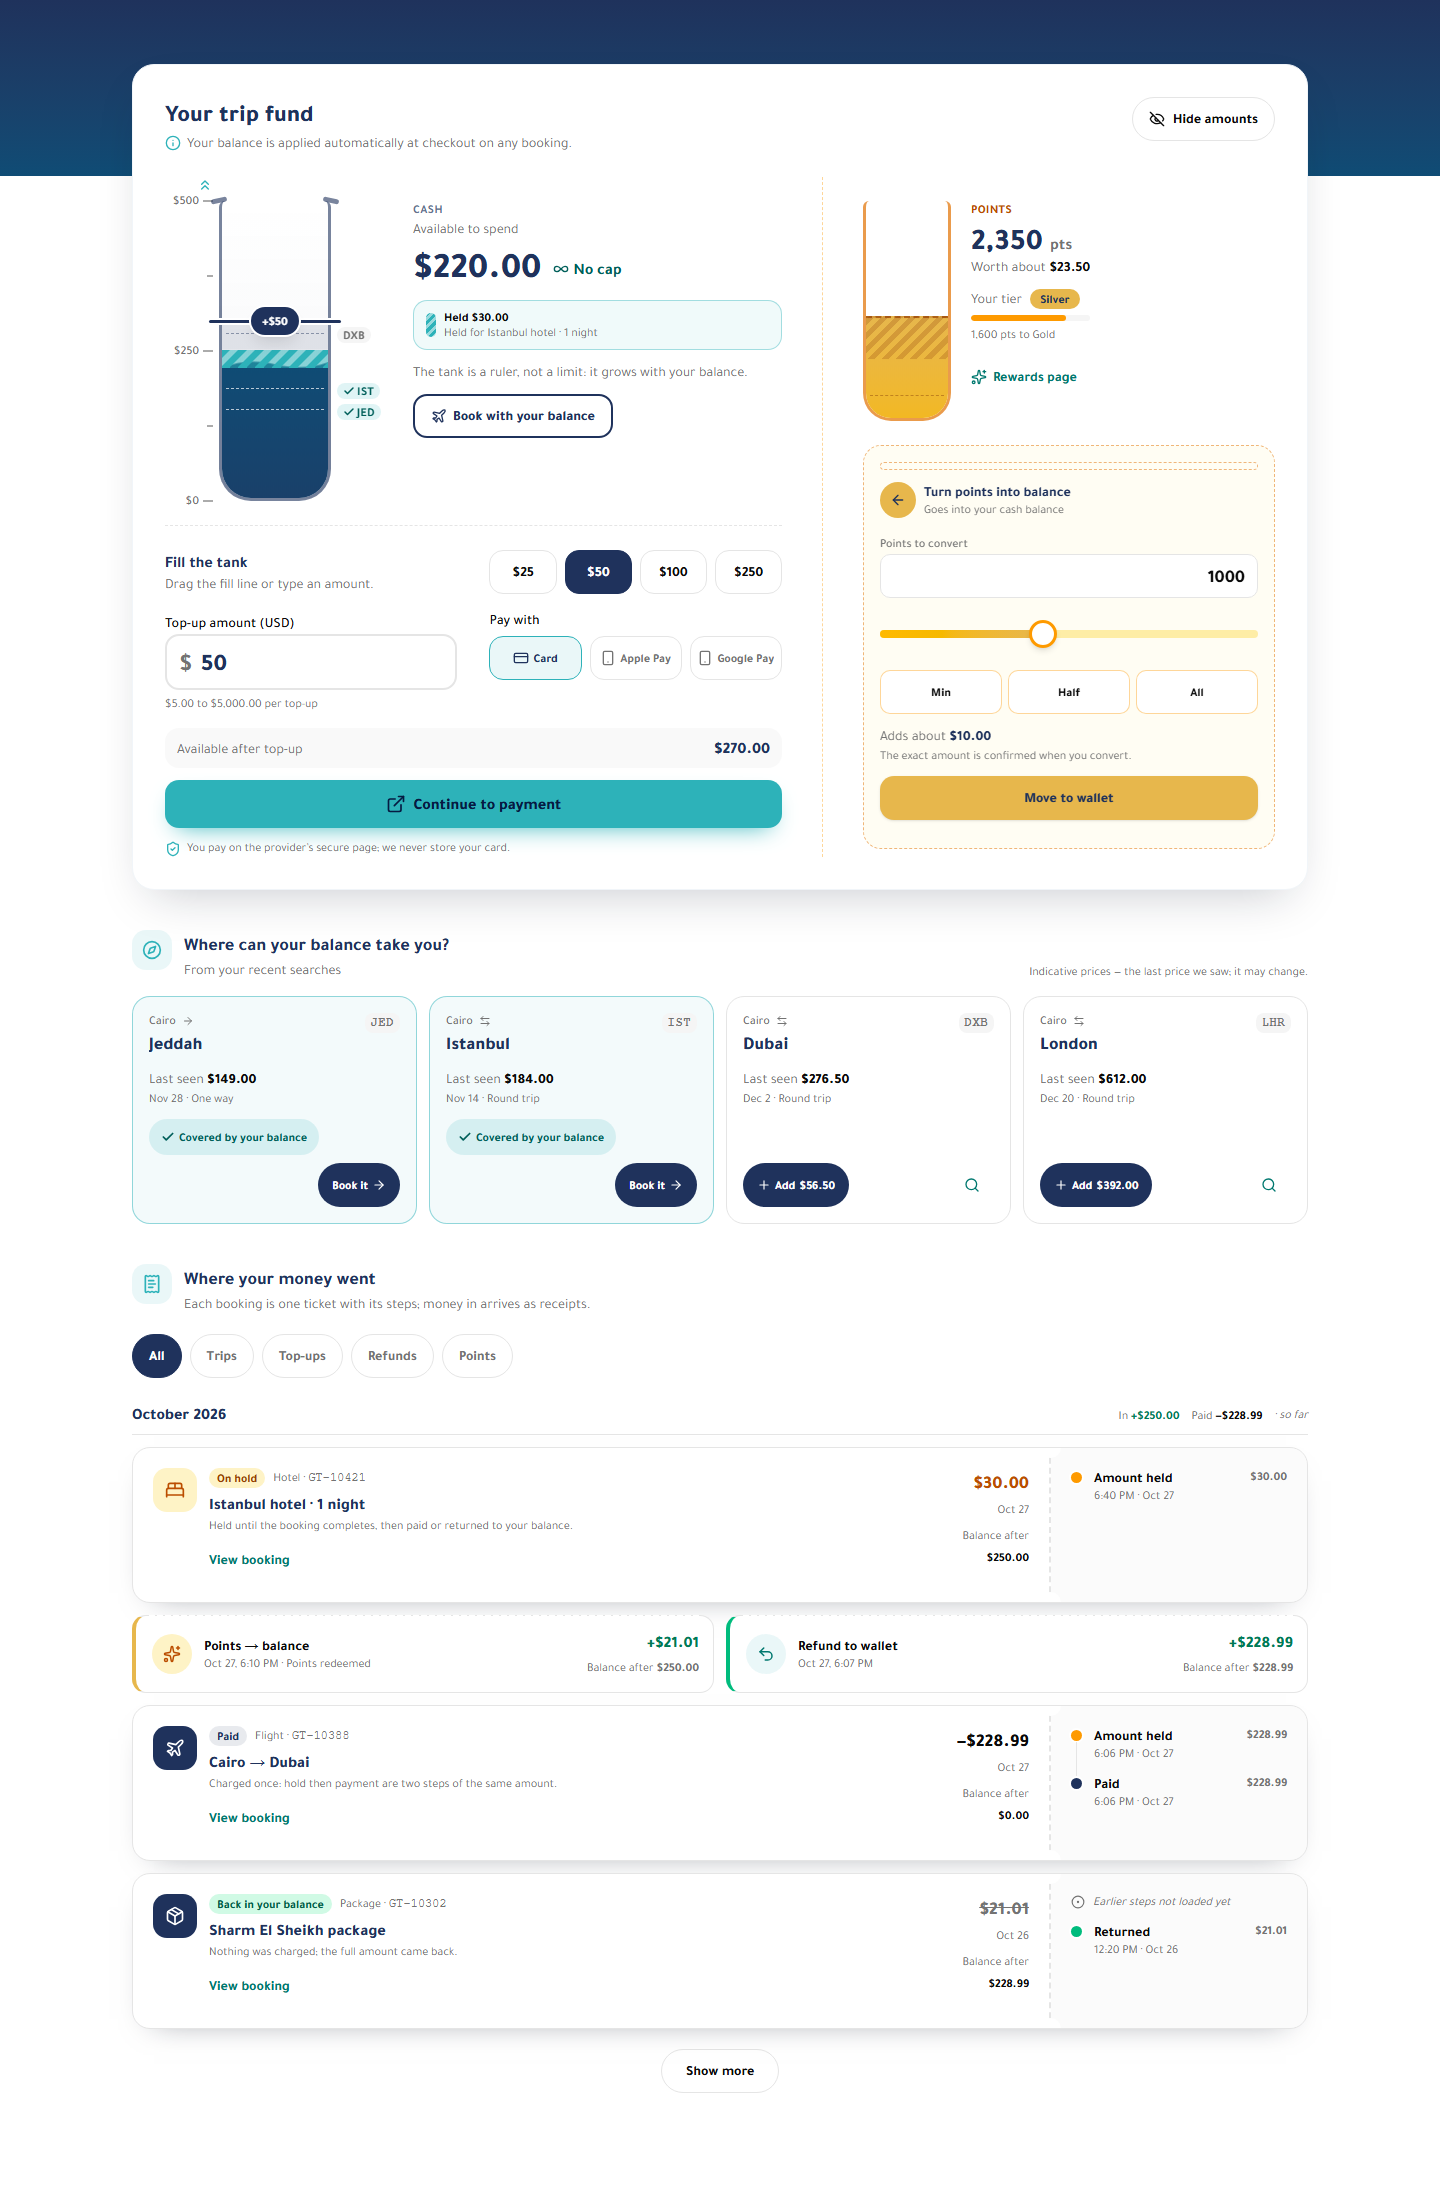 Your trip fund
Your balance is applied automatically at checkout on any booking.
Hide amounts
$500
$250
$0
+$50
DXB
IST
JED
CASH
Available to spend
$220.00
No cap
Held $30.00
Held for Istanbul hotel · 1 night
The tank is a ruler, not a limit: it grows with your balance.
Book with your balance
Fill the tank
Drag the fill line or type an amount.
$25
$50
$100
$250
Top-up amount (USD)
$ 50
$5.00 to $5,000.00 per top-up
Pay with
Card
Apple Pay
Google Pay
Available after top-up
$270.00
Continue to payment
You pay on the provider's secure page; we never store your card.
POINTS
2,350 pts
Worth about $23.50
Your tier Silver
1,600 pts to Gold
Rewards page
Turn points into balance
Goes into your cash balance
Points to convert
1000
Min
Half
All
Adds about $10.00
The exact amount is confirmed when you convert.
Move to wallet
Where can your balance take you?
From your recent searches
Indicative prices — the last price we saw; it may change.
Cairo → JED
Jeddah
Last seen $149.00
Nov 28 · One way
Covered by your balance
Book it →
Cairo ⇆ IST
Istanbul
Last seen $184.00
Nov 14 · Round trip
Covered by your balance
Book it →
Cairo ⇆ DXB
Dubai
Last seen $276.50
Dec 2 · Round trip
+ Add $56.50
Cairo ⇆ LHR
London
Last seen $612.00
Dec 20 · Round trip
+ Add $392.00
Where your money went
Each booking is one ticket with its steps; money in arrives as receipts.
All
Trips
Top-ups
Refunds
Points
October 2026
In +$250.00 Paid −$228.99 · so far
On hold Hotel · GT-10421
Istanbul hotel · 1 night
Held until the booking completes, then paid or returned to your balance.
View booking
$30.00
Oct 27
Balance after
$250.00
Amount held $30.00
6:40 PM · Oct 27
Points → balance
Oct 27, 6:10 PM · Points redeemed
+$21.01
Balance after $250.00
Refund to wallet
Oct 27, 6:07 PM
+$228.99
Balance after $228.99
Paid Flight · GT-10388
Cairo → Dubai
Charged once: hold then payment are two steps of the same amount.
View booking
−$228.99
Oct 27
Balance after
$0.00
Amount held $228.99
6:06 PM · Oct 27
Paid $228.99
6:06 PM · Oct 27
Back in your balance Package · GT-10302
Sharm El Sheikh package
Nothing was charged; the full amount came back.
View booking
$21.01
Oct 26
Balance after
$228.99
Earlier steps not loaded yet
Returned $21.01
12:20 PM · Oct 26
Show more